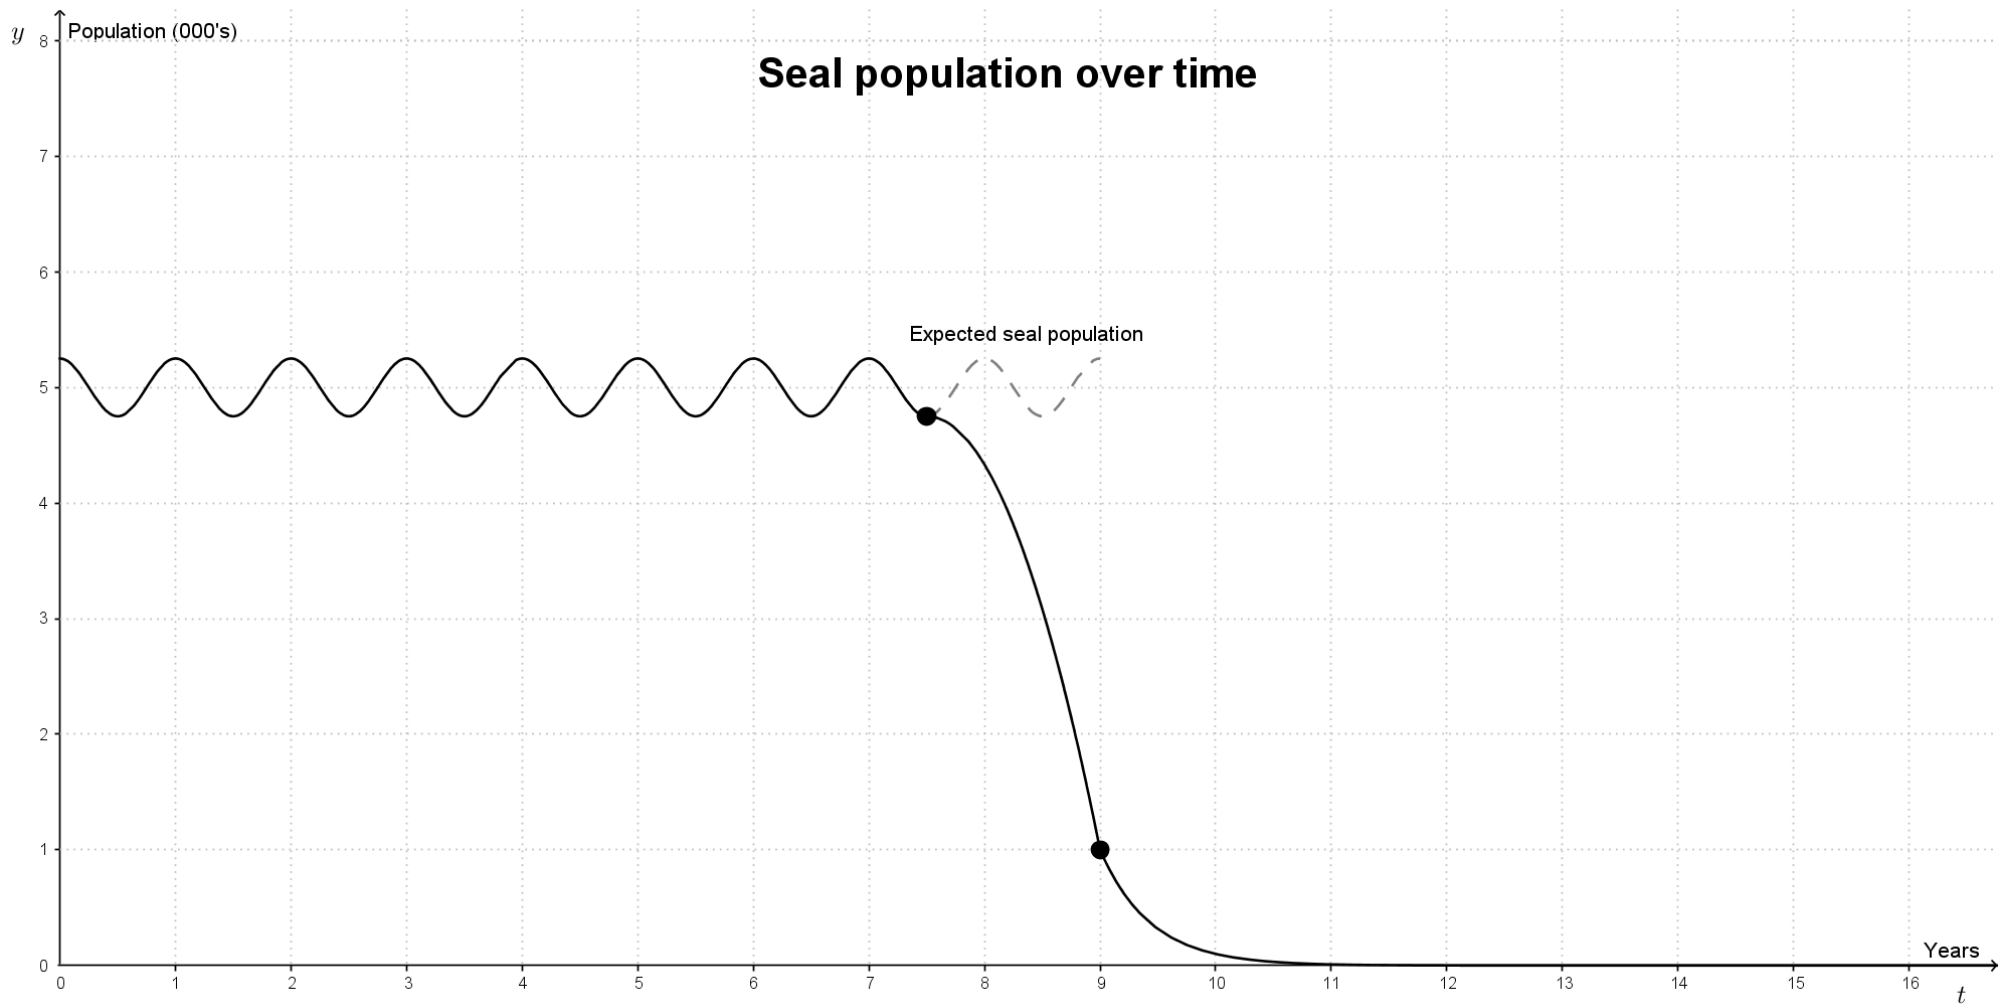 y
Population (000's)
Seal population over time
8
7
6
5
4
3
2
1
0
Expected seal population
Years
0 1 2 3 4 5 6 7 8 9 10 11 12 13 14 15 16
t